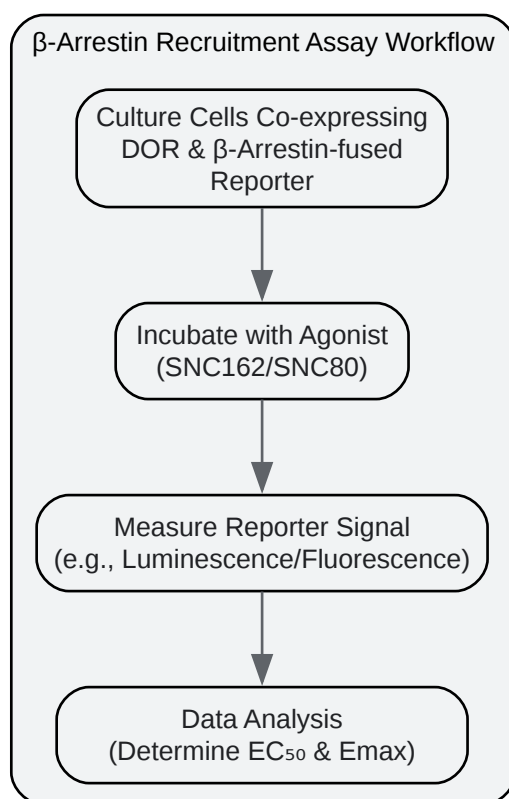 β-Arrestin Recruitment Assay Workflow
Culture Cells Co-expressing
DOR & β-Arrestin-fused
Reporter
Incubate with Agonist
(SNC162/SNC80)
Measure Reporter Signal
(e.g., Luminescence/Fluorescence)
Data Analysis
(Determine EC₅₀ & Emax)